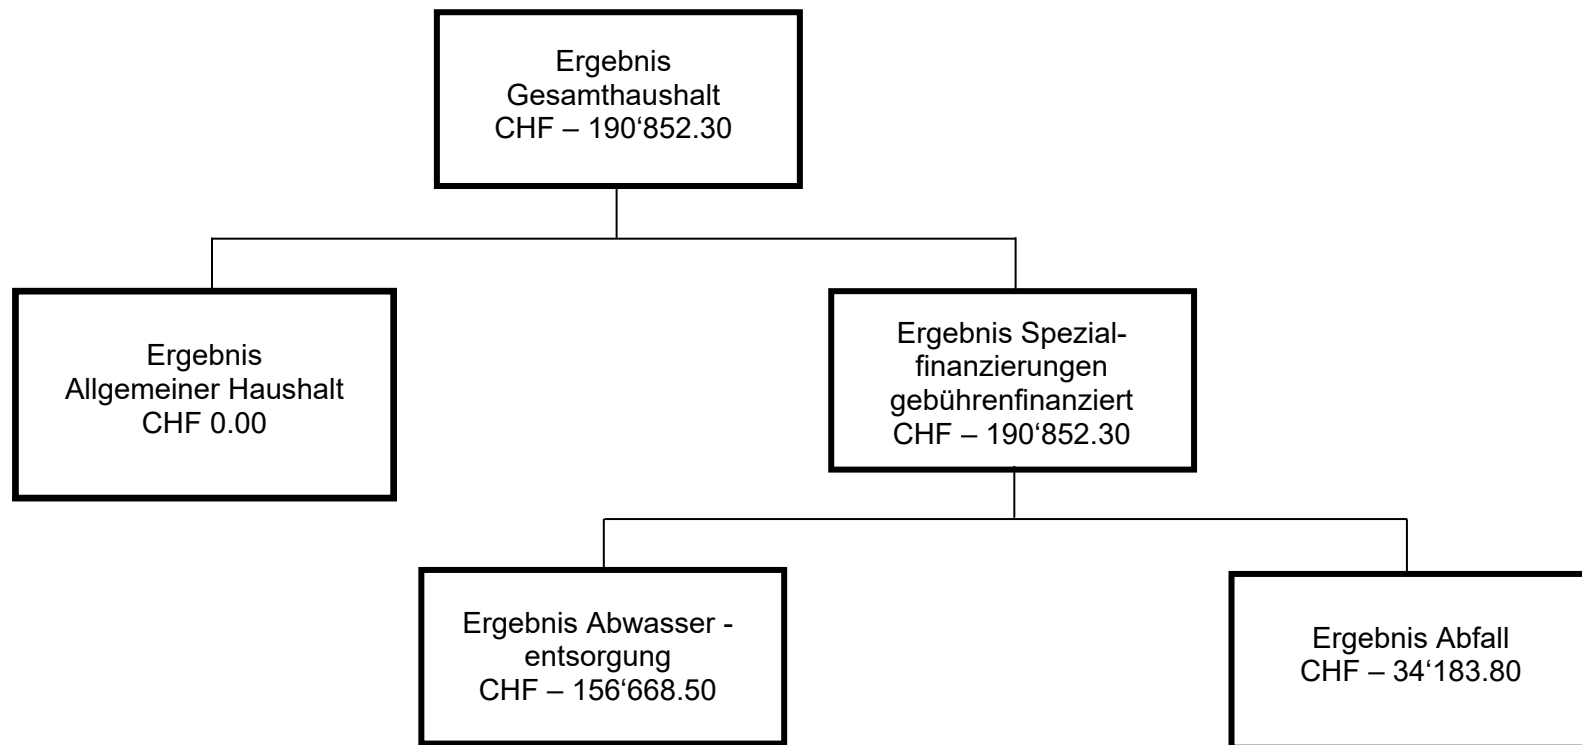 Ergebnis
Gesamthaushalt
CHF – 190‘852.30
Ergebnis
Allgemeiner Haushalt
CHF 0.00
Ergebnis Spezial-
finanzierungen
gebührenfinanziert
CHF – 190‘852.30
Ergebnis Abwasser -
entsorgung
CHF – 156‘668.50
Ergebnis Abfall
CHF – 34‘183.80